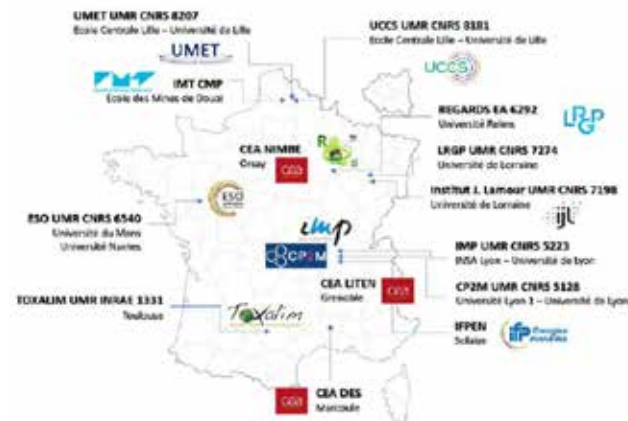 UMET UMR CNRS 8207
Ecole Centrale Lille – Université de Lille
UMET
UCCS UMR CNRS 8181
Ecole Centrale Lille – Université de Lille
UCCS
IMT CMP
Ecole des Mines de Douai
REGARDS EA 6292
Université Reims
LRGP
CEA NIMBE
Orsay
cea
LRGP UMR CNRS 7274
Université de Lorraine
Institut J. Lamour UMR CNRS 7198
Université de Lorraine
ijl
ESO
ESO UMR CNRS 6540
Université du Mans
Université Nantes
imp
CP2M
IMP UMR CNRS 5223
INSA Lyon – Université de Lyon
CEA LITEN
Grenoble
cea
CP2M UMR CNRS 5128
Université Lyon 1 – Université de Lyon
TOXALIM UMR INRAE 1331
Toulouse
Toxalim
IFPEN
Solaize
ifp Energies nouvelles
CEA DES
Marcoule
cea